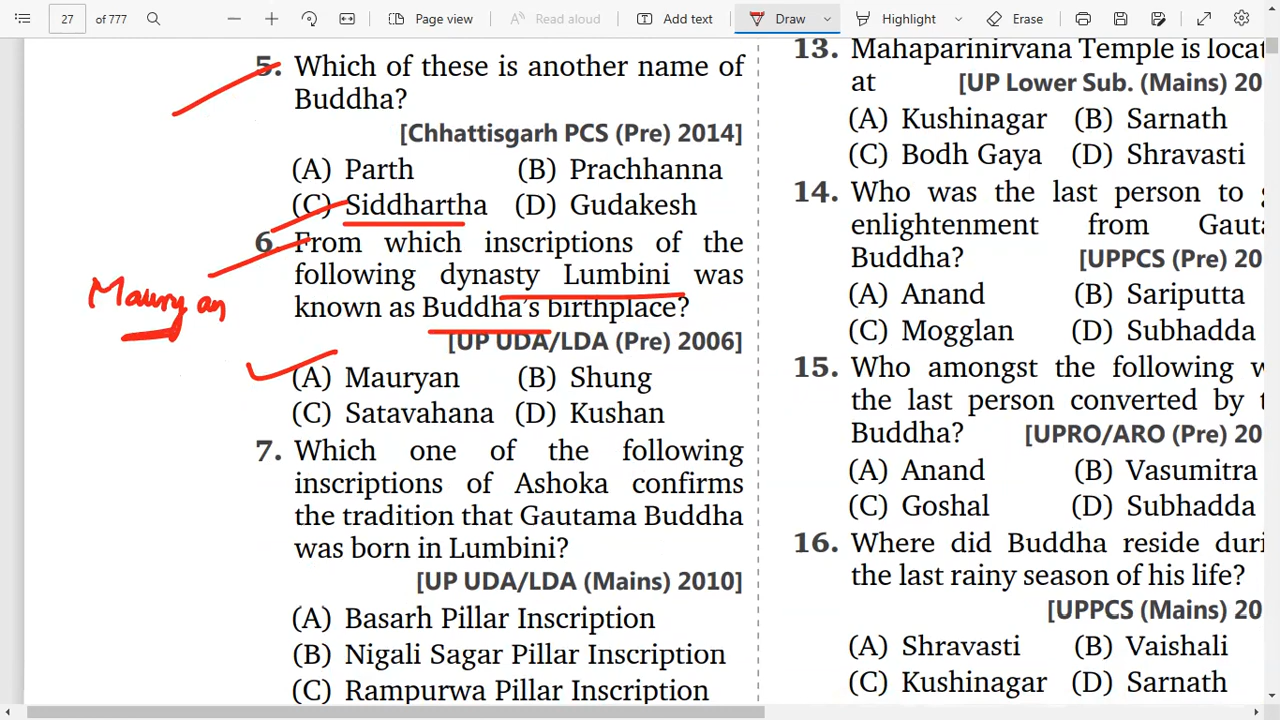 27 of 777 Page view Read aloud Add text Draw Highlight Erase
5. Which of these is another name of
Buddha?
[Chhattisgarh PCS (Pre) 2014]
(A) Parth (B) Prachhanna
(C) Siddhartha (D) Gudakesh
6. From which inscriptions of the
following dynasty Lumbini was
known as Buddha's birthplace?
[UP UDA/LDA (Pre) 2006]
(A) Mauryan (B) Shung
(C) Satavahana (D) Kushan
7. Which one of the following
inscriptions of Ashoka confirms
the tradition that Gautama Buddha
was born in Lumbini?
[UP UDA/LDA (Mains) 2010]
(A) Basarh Pillar Inscription
(B) Nigali Sagar Pillar Inscription
(C) Rampurwa Pillar Inscription
Mauryan
13. Mahaparinirvana Temple is locat
at [UP Lower Sub. (Mains) 20
(A) Kushinagar (B) Sarnath
(C) Bodh Gaya (D) Shravasti
14. Who was the last person to g
enlightenment from Gauta
Buddha? [UPPCS (Pre) 20
(A) Anand (B) Sariputta
(C) Mogglan (D) Subhadda
15. Who amongst the following w
the last person converted by t
Buddha? [UPRO/ARO (Pre) 20
(A) Anand (B) Vasumitra
(C) Goshal (D) Subhadda
16. Where did Buddha reside duri
the last rainy season of his life?
[UPPCS (Mains) 20
(A) Shravasti (B) Vaishali
(C) Kushinagar (D) Sarnath